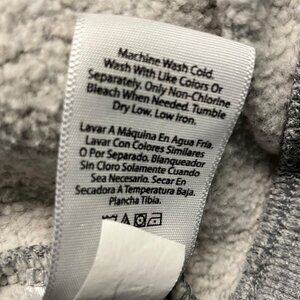 Machine Wash Cold.
Wash With Like Colors Or
Separately. Only Non-Chlorine
Bleach When Needed. Tumble
Dry Low. Low Iron.
Lavar A Máquina En Agua Fría.
Lavar Con Colores Similares
O Por Separado. Blanqueador
Sin Cloro Solamente Cuando
Sea Necesario. Secar En
Secadora A Temperatura Baja.
Plancha Tibia.